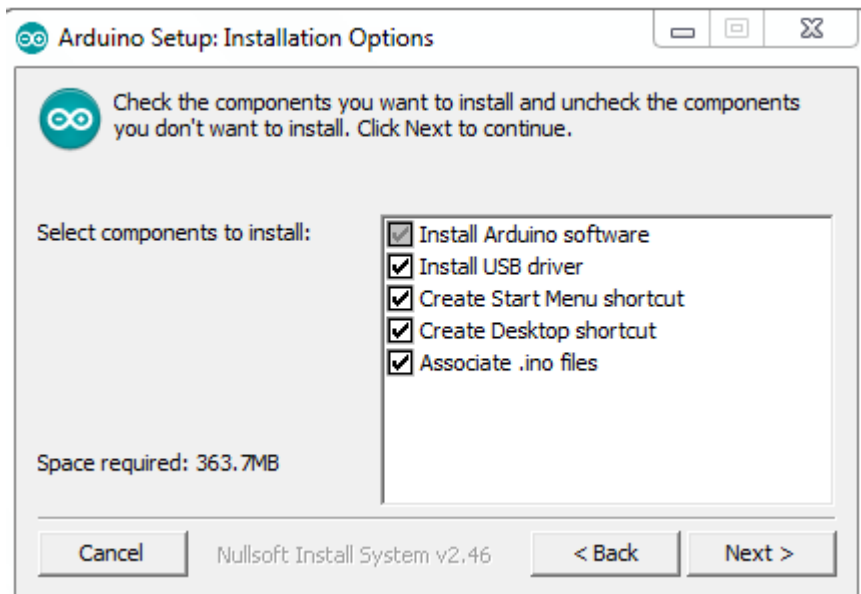 Arduino Setup: Installation Options
Check the components you want to install and uncheck the components
you don't want to install. Click Next to continue.
Select components to install:
Install Arduino software
Install USB driver
Create Start Menu shortcut
Create Desktop shortcut
Associate .ino files
Space required: 363.7MB
Cancel
Nullsoft Install System v2.46
< Back
Next >